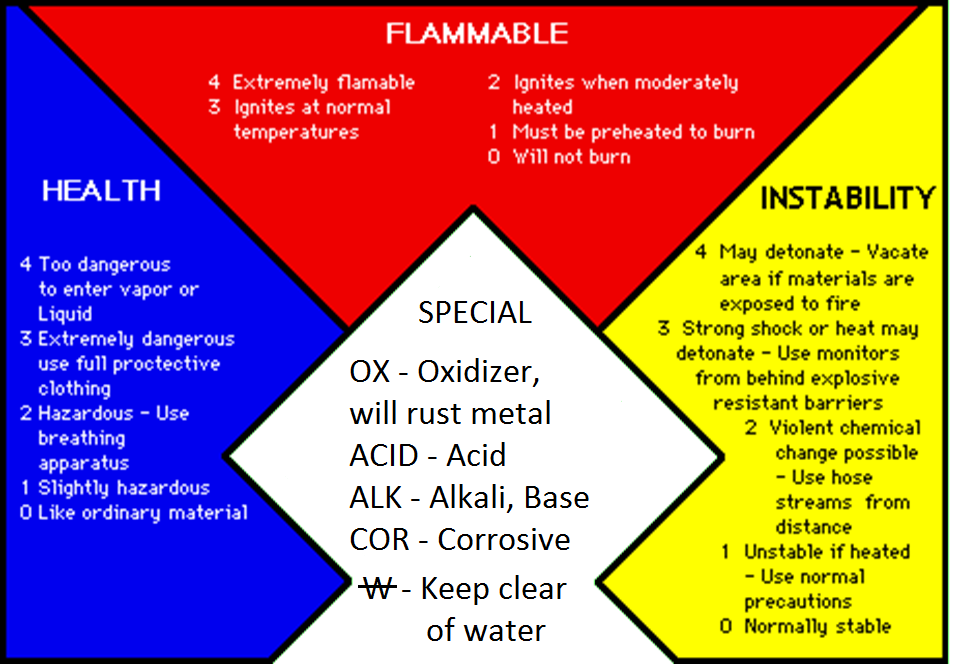 FLAMMABLE
4 Extremely flamable
3 Ignites at normal
temperatures
2 Ignites when moderately
heated
1 Must be preheated to burn
0 Will not burn
HEALTH
4 Too dangerous
to enter vapor or
Liquid
3 Extremely dangerous
use full proctective
clothing
2 Hazardous - Use
breathing
apparatus
1 Slightly hazardous
0 Like ordinary material
SPECIAL
OX - Oxidizer,
will rust metal
ACID - Acid
ALK - Alkali, Base
COR - Corrosive
W - Keep clear
of water
INSTABILITY
4 May detonate - Vacate
area if materials are
exposed to fire
3 Strong shock or heat may
detonate - Use monitors
from behind explosive
resistant barriers
2 Violent chemical
change possible
- Use hose
streams from
distance
1 Unstable if heated
- Use normal
precautions
0 Normally stable